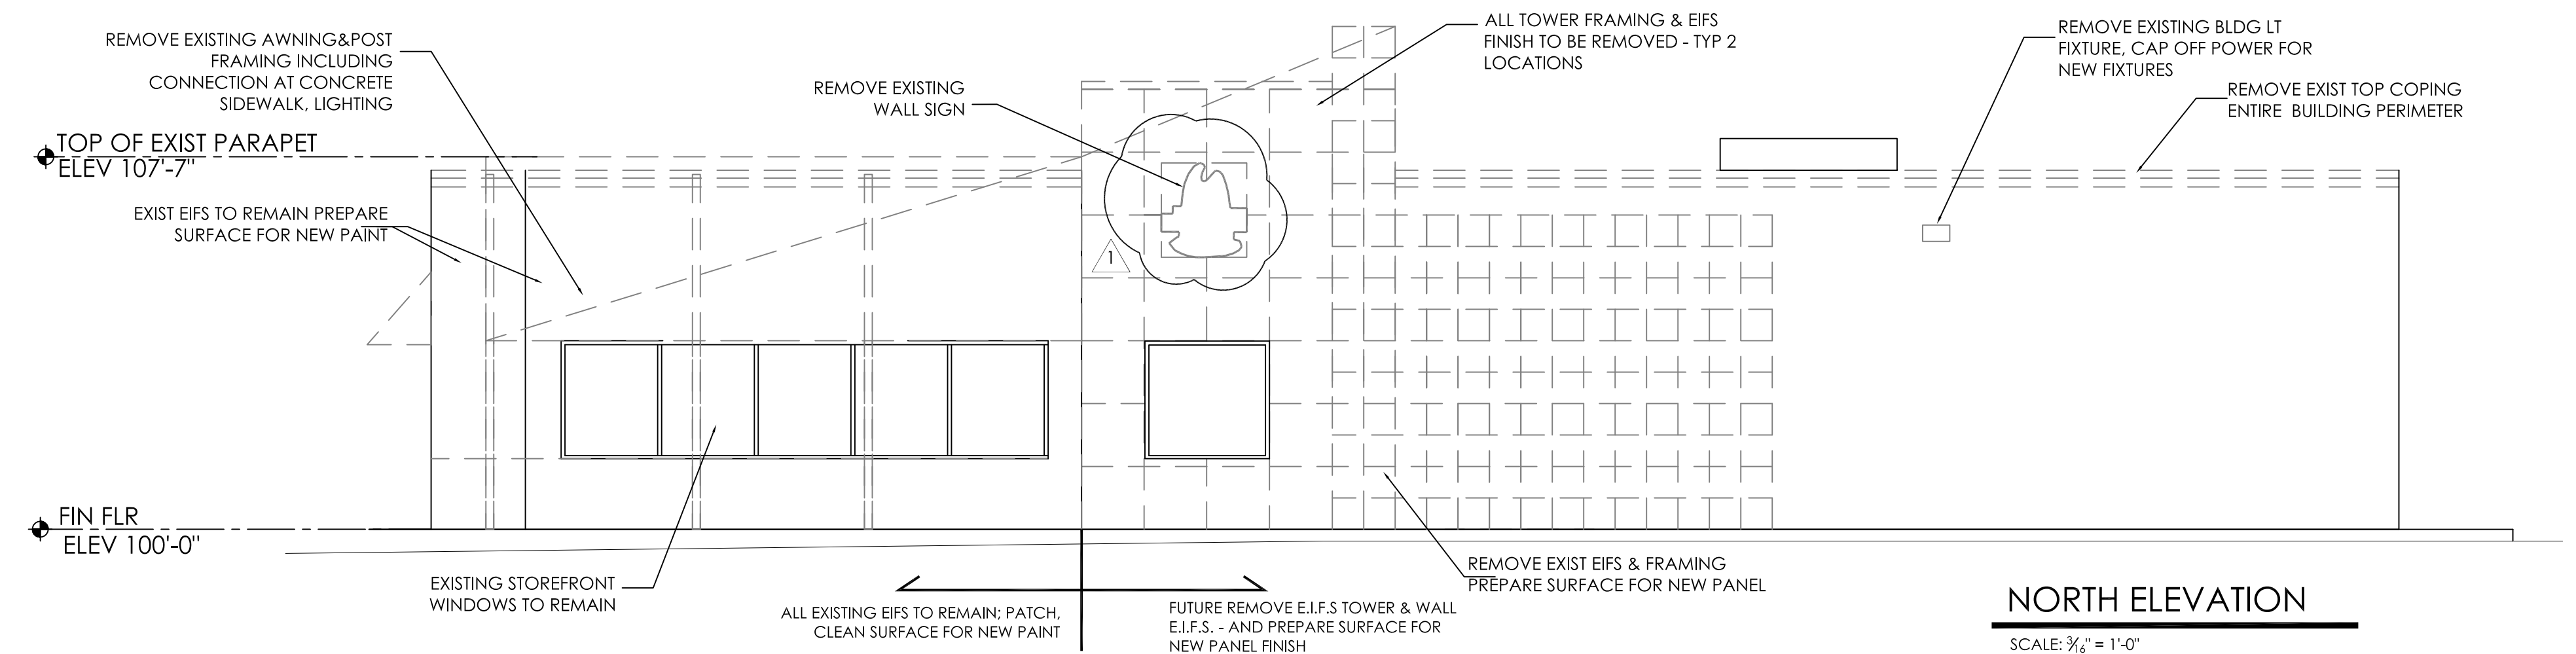 REMOVE EXISTING AWNING&POST
FRAMING INCLUDING
CONNECTION AT CONCRETE
SIDEWALK, LIGHTING
TOP OF EXIST PARAPET
ELEV 107'-7"
EXIST EIFS TO REMAIN PREPARE
SURFACE FOR NEW PAINT
REMOVE EXISTING
WALL SIGN
ALL TOWER FRAMING & EIFS
FINISH TO BE REMOVED - TYP 2
LOCATIONS
REMOVE EXISTING BLDG LT
FIXTURE, CAP OFF POWER FOR
NEW FIXTURES
REMOVE EXIST TOP COPING
ENTIRE BUILDING PERIMETER
1
FIN FLR
ELEV 100'-0"
EXISTING STOREFRONT
WINDOWS TO REMAIN
ALL EXISTING EIFS TO REMAIN; PATCH,
CLEAN SURFACE FOR NEW PAINT
FUTURE REMOVE E.I.F.S TOWER & WALL
E.I.F.S. - AND PREPARE SURFACE FOR
NEW PANEL FINISH
REMOVE EXIST EIFS & FRAMING
PREPARE SURFACE FOR NEW PANEL
NORTH ELEVATION
SCALE: 3/16" = 1'-0"